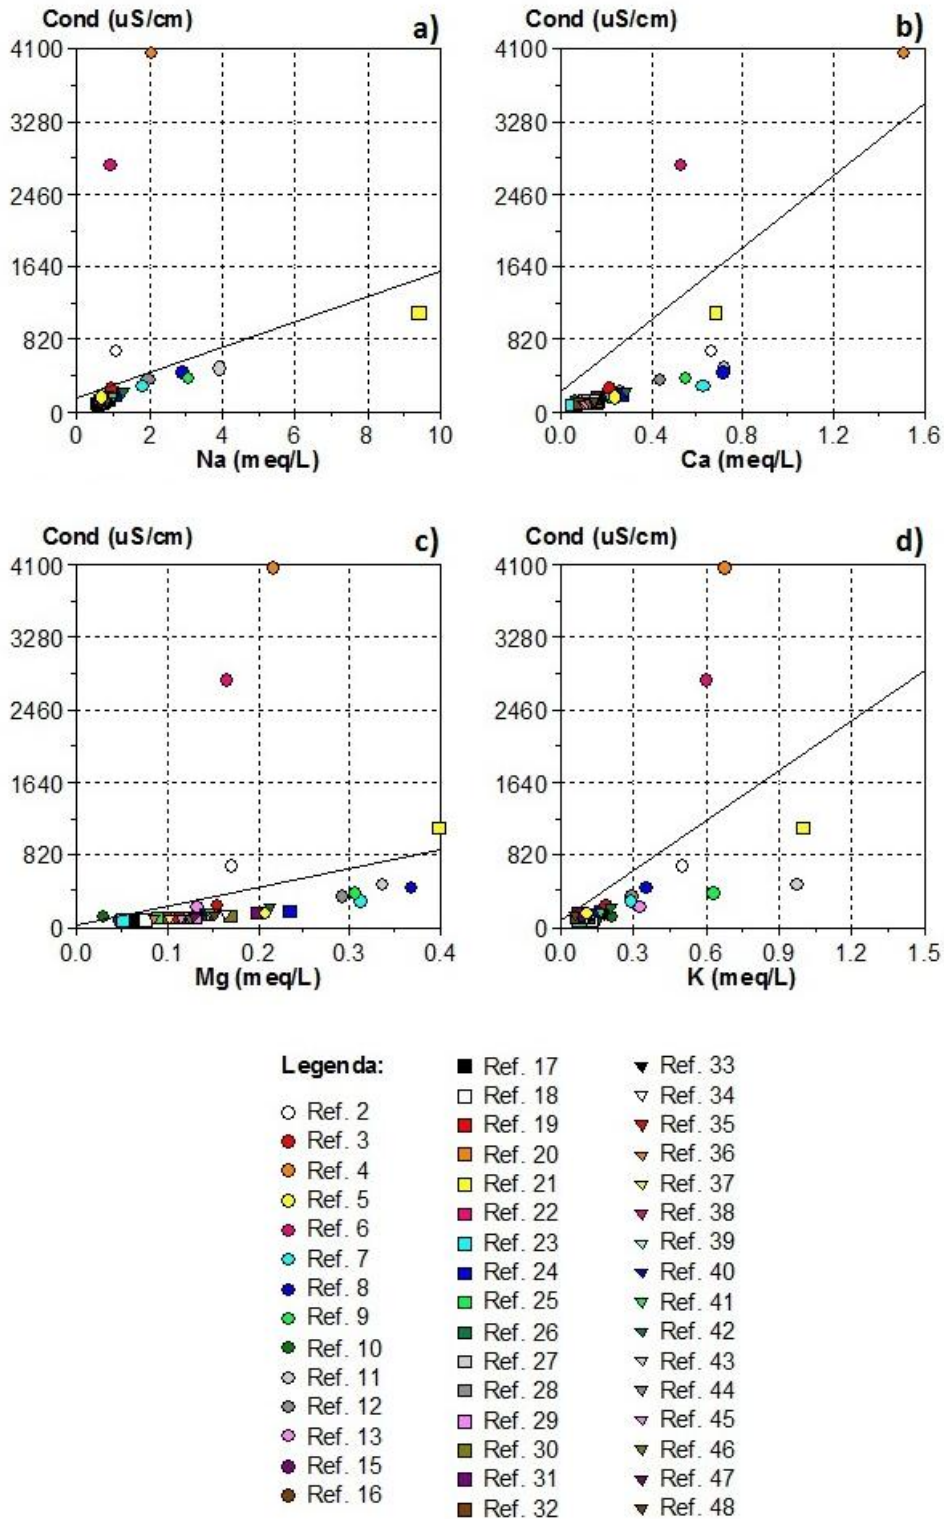 Cond (uS/cm)
a)
4100
3280
2460
1640
820
0
0 2 4 6 8 10
Na (meq/L)
Cond (uS/cm)
b)
4100
3280
2460
1640
820
0
0.0 0.4 0.8 1.2 1.6
Ca (meq/L)
Cond (uS/cm)
c)
4100
3280
2460
1640
820
0
0.0 0.1 0.2 0.3 0.4
Mg (meq/L)
Cond (uS/cm)
d)
4100
3280
2460
1640
820
0
0.0 0.3 0.6 0.9 1.2 1.5
K (meq/L)
Legenda:
Ref. 2
Ref. 3
Ref. 4
Ref. 5
Ref. 6
Ref. 7
Ref. 8
Ref. 9
Ref. 10
Ref. 11
Ref. 12
Ref. 13
Ref. 15
Ref. 16
Ref. 17
Ref. 18
Ref. 19
Ref. 20
Ref. 21
Ref. 22
Ref. 23
Ref. 24
Ref. 25
Ref. 26
Ref. 27
Ref. 28
Ref. 29
Ref. 30
Ref. 31
Ref. 32
Ref. 33
Ref. 34
Ref. 35
Ref. 36
Ref. 37
Ref. 38
Ref. 39
Ref. 40
Ref. 41
Ref. 42
Ref. 43
Ref. 44
Ref. 45
Ref. 46
Ref. 47
Ref. 48